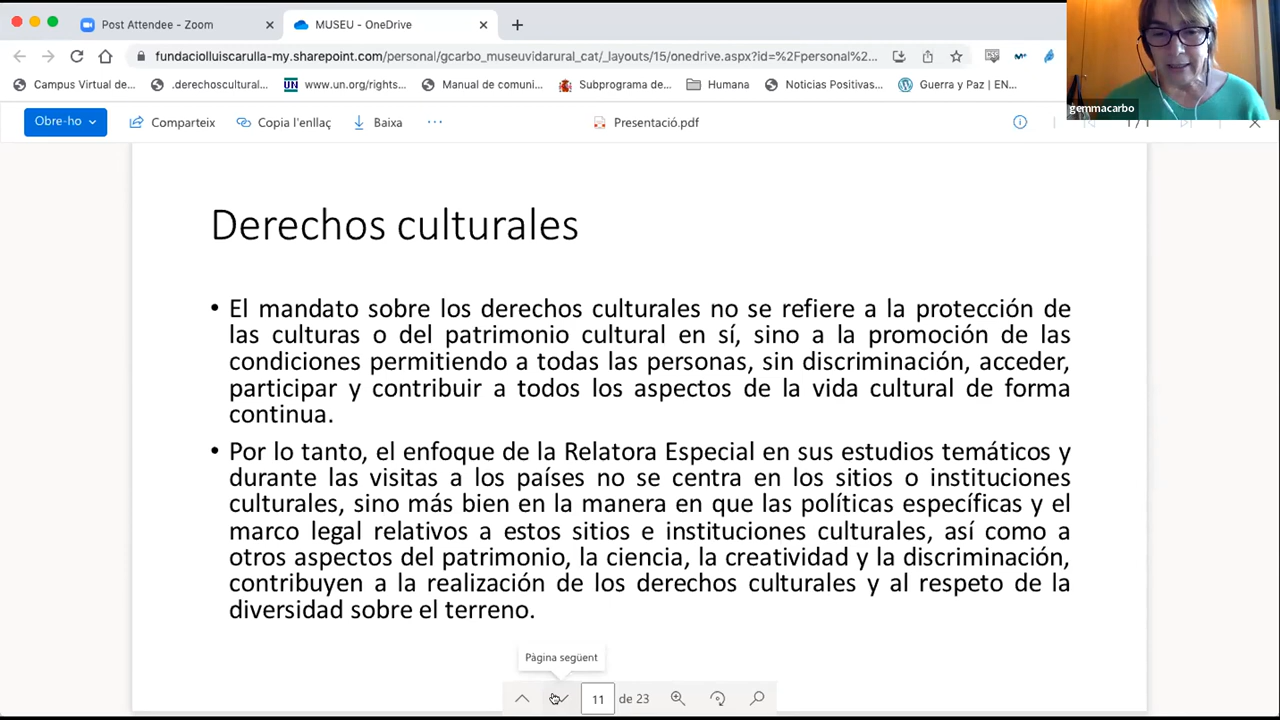 Post Attendee - Zoom
MUSEU - OneDrive
fundaciolluiscarulla-my.sharepoint.com/personal/gcarbo_museuvidarural_cat/_layouts/15/onedrive.aspx?id=%2Fpersonal%2...
Campus Virtual de...
.derechoscultural...
UN www.un.org/rights...
Manual de comuni...
Subprograma de...
Humana
Noticias Positivas...
Guerra y Paz | EN...
gemmacarbo
Obre-ho
Comparteix
Copia l'enllaç
Baixa
Presentació.pdf
1 / 1
Derechos culturales
• El mandato sobre los derechos culturales no se refiere a la protección de
las culturas o del patrimonio cultural en sí, sino a la promoción de las
condiciones permitiendo a todas las personas, sin discriminación, acceder,
participar y contribuir a todos los aspectos de la vida cultural de forma
continua.
• Por lo tanto, el enfoque de la Relatora Especial en sus estudios temáticos y
durante las visitas a los países no se centra en los sitios o instituciones
culturales, sino más bien en la manera en que las políticas específicas y el
marco legal relativos a estos sitios e instituciones culturales, así como a
otros aspectos del patrimonio, la ciencia, la creatividad y la discriminación,
contribuyen a la realización de los derechos culturales y al respeto de la
diversidad sobre el terreno.
Pàgina següent
11 de 23